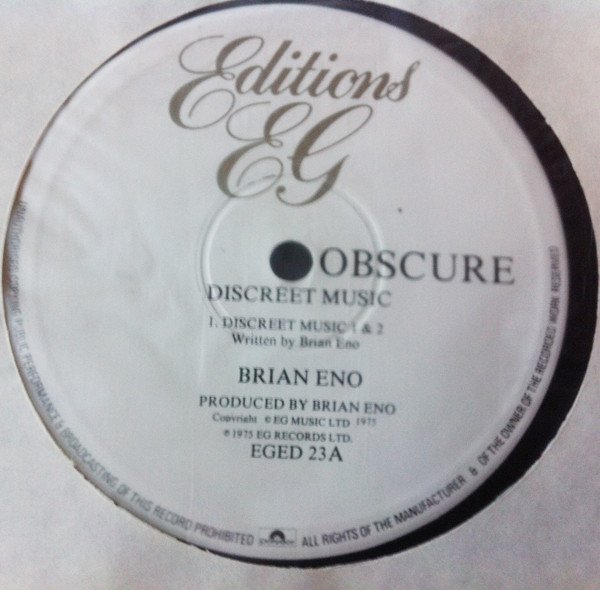 Editions
EG
OBSCURE
DISCREET MUSIC
1. DISCREET MUSIC 1 & 2
Written by Brian Eno
BRIAN ENO
PRODUCED BY BRIAN ENO
Copyright © EG MUSIC LTD 1975
℗ 1975 EG RECORDS LTD.
EGED 23A
UNAUTHORISED COPYING PUBLIC PERFORMANCE & BROADCASTING OF THIS RECORD PROHIBITED
ALL RIGHTS OF THE MANUFACTURER & OF THE OWNER OF THE RECORDED WORK RESERVED